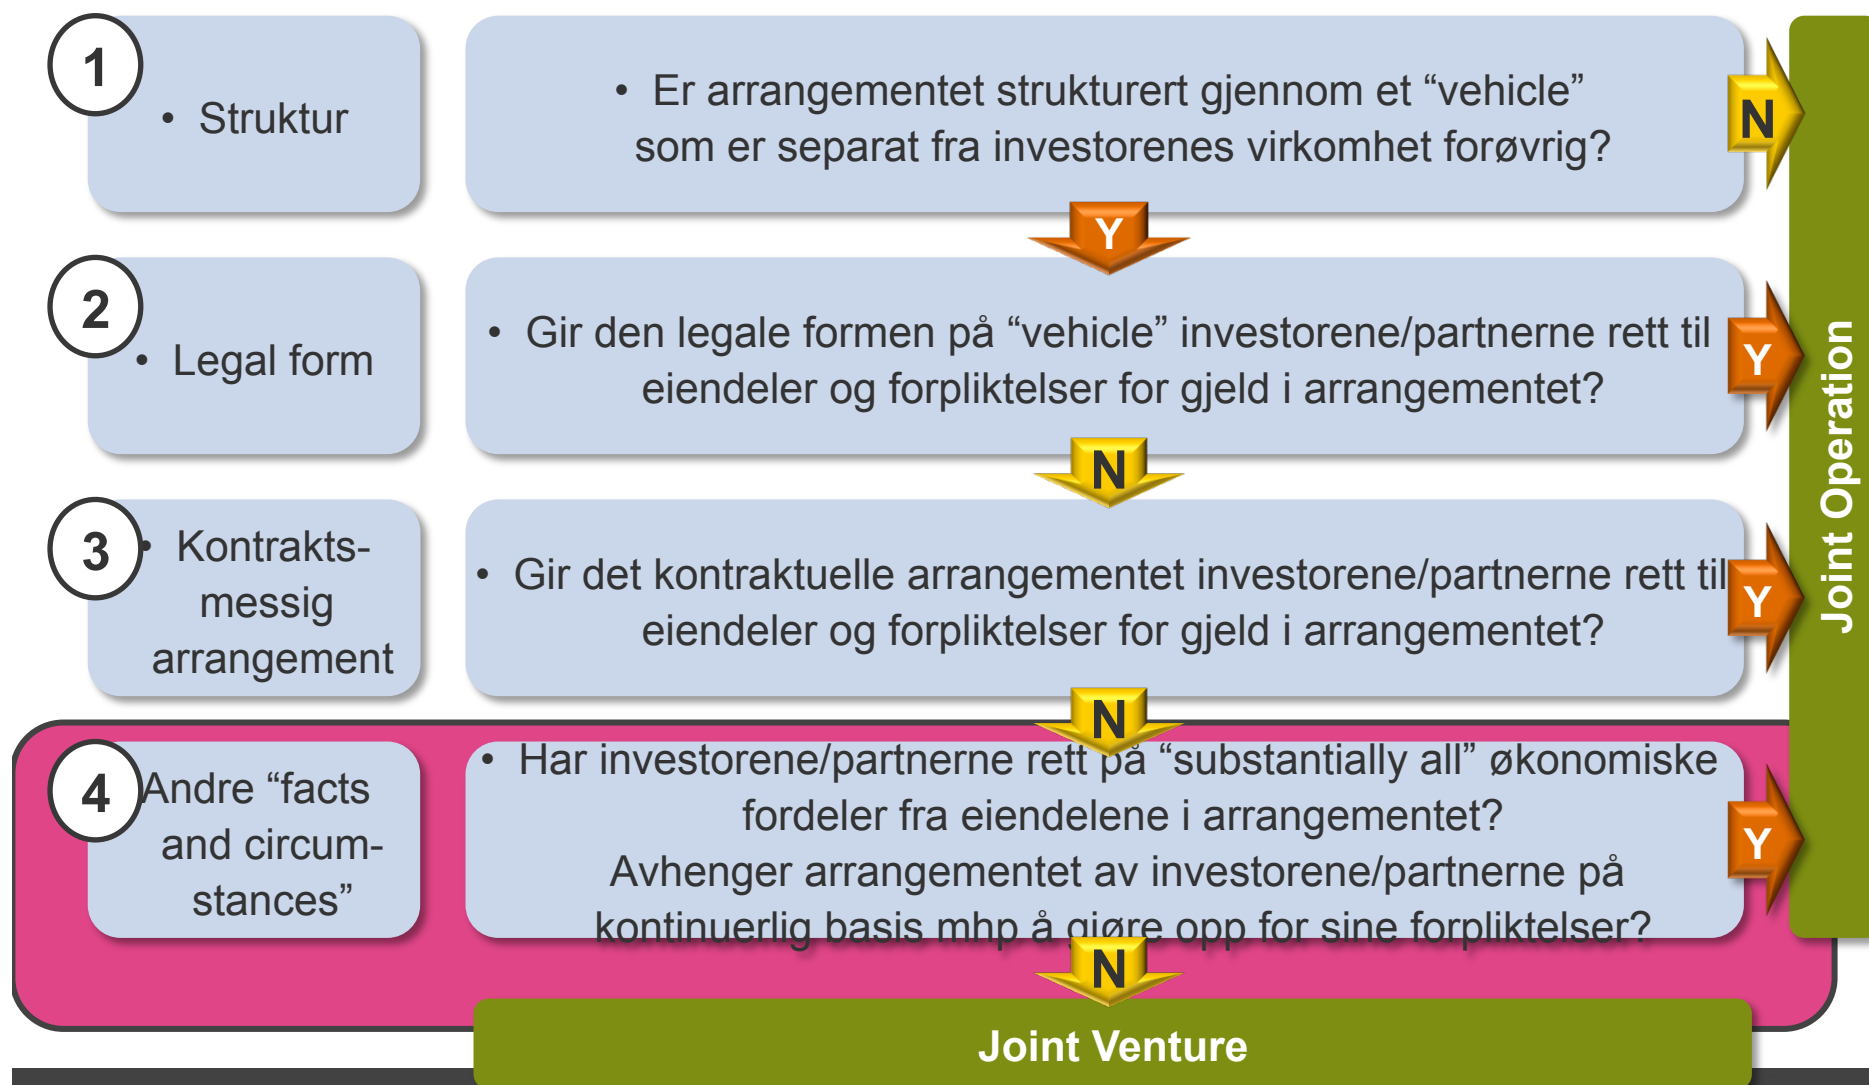 1
• Struktur
• Er arrangementet strukturert gjennom et “vehicle”
som er separat fra investorenes virkomhet forøvrig?
N
Y
2
• Legal form
• Gir den legale formen på “vehicle” investorene/partnerne rett til
eiendeler og forpliktelser for gjeld i arrangementet?
Y
N
3
• Kontrakts-
messig
arrangement
• Gir det kontraktuelle arrangementet investorene/partnerne rett til
eiendeler og forpliktelser for gjeld i arrangementet?
Y
N
4
Andre “facts
and circum-
stances”
• Har investorene/partnerne rett på “substantially all” økonomiske
fordeler fra eiendelene i arrangementet?
Avhenger arrangementet av investorene/partnerne på
kontinuerlig basis mhp å gjøre opp for sine forpliktelser?
Y
N
Joint Operation
Joint Venture